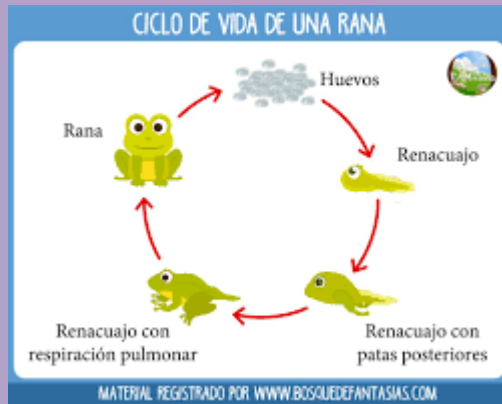 CICLO DE VIDA DE UNA RANA
Huevos
Rana
Renacuajo
Renacuajo con
respiración pulmonar
Renacuajo con
patas posteriores
MATERIAL REGISTRADO POR WWW.BOSQUEDEFANTASIAS.COM